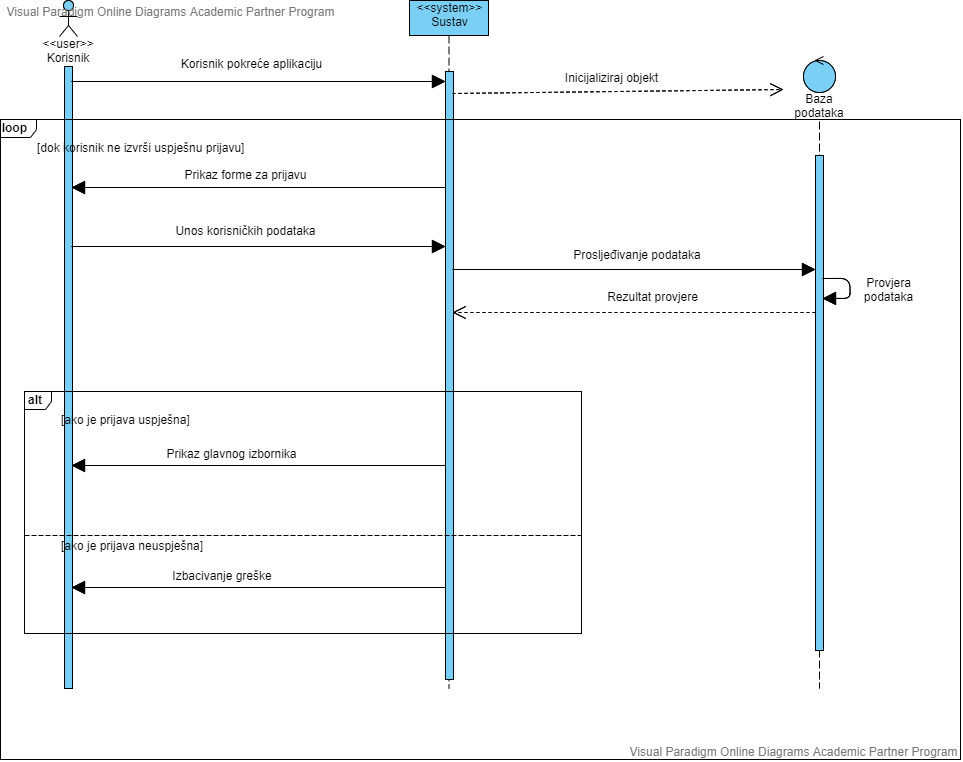 Visual Paradigm Online Diagrams Academic Partner Program
<<user>>
Korisnik
<<system>>
Sustav
Korisnik pokreće aplikaciju
Inicijaliziraj objekt
Baza
podataka
loop
[dok korisnik ne izvrši uspješnu prijavu]
Prikaz forme za prijavu
Unos korisničkih podataka
Prosljeđivanje podataka
Provjera
podataka
Rezultat provjere
alt
[ako je prijava uspješna]
Prikaz glavnog izbornika
[ako je prijava neuspješna]
Izbacivanje greške
Visual Paradigm Online Diagrams Academic Partner Program